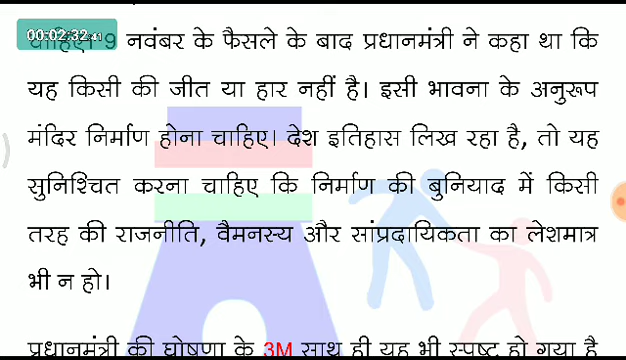 00:02:32
चाहिए। 9 नवंबर के फैसले के बाद प्रधानमंत्री ने कहा था कि
यह किसी की जीत या हार नहीं है। इसी भावना के अनुरूप
मंदिर निर्माण होना चाहिए। देश इतिहास लिख रहा है, तो यह
सुनिश्चित करना चाहिए कि निर्माण की बुनियाद में किसी
तरह की राजनीति, वैमनस्य और सांप्रदायिकता का लेशमात्र
भी न हो।
प्रधानमंत्री की घोषणा के 3M साथ ही यह भी स्पष्ट हो गया है